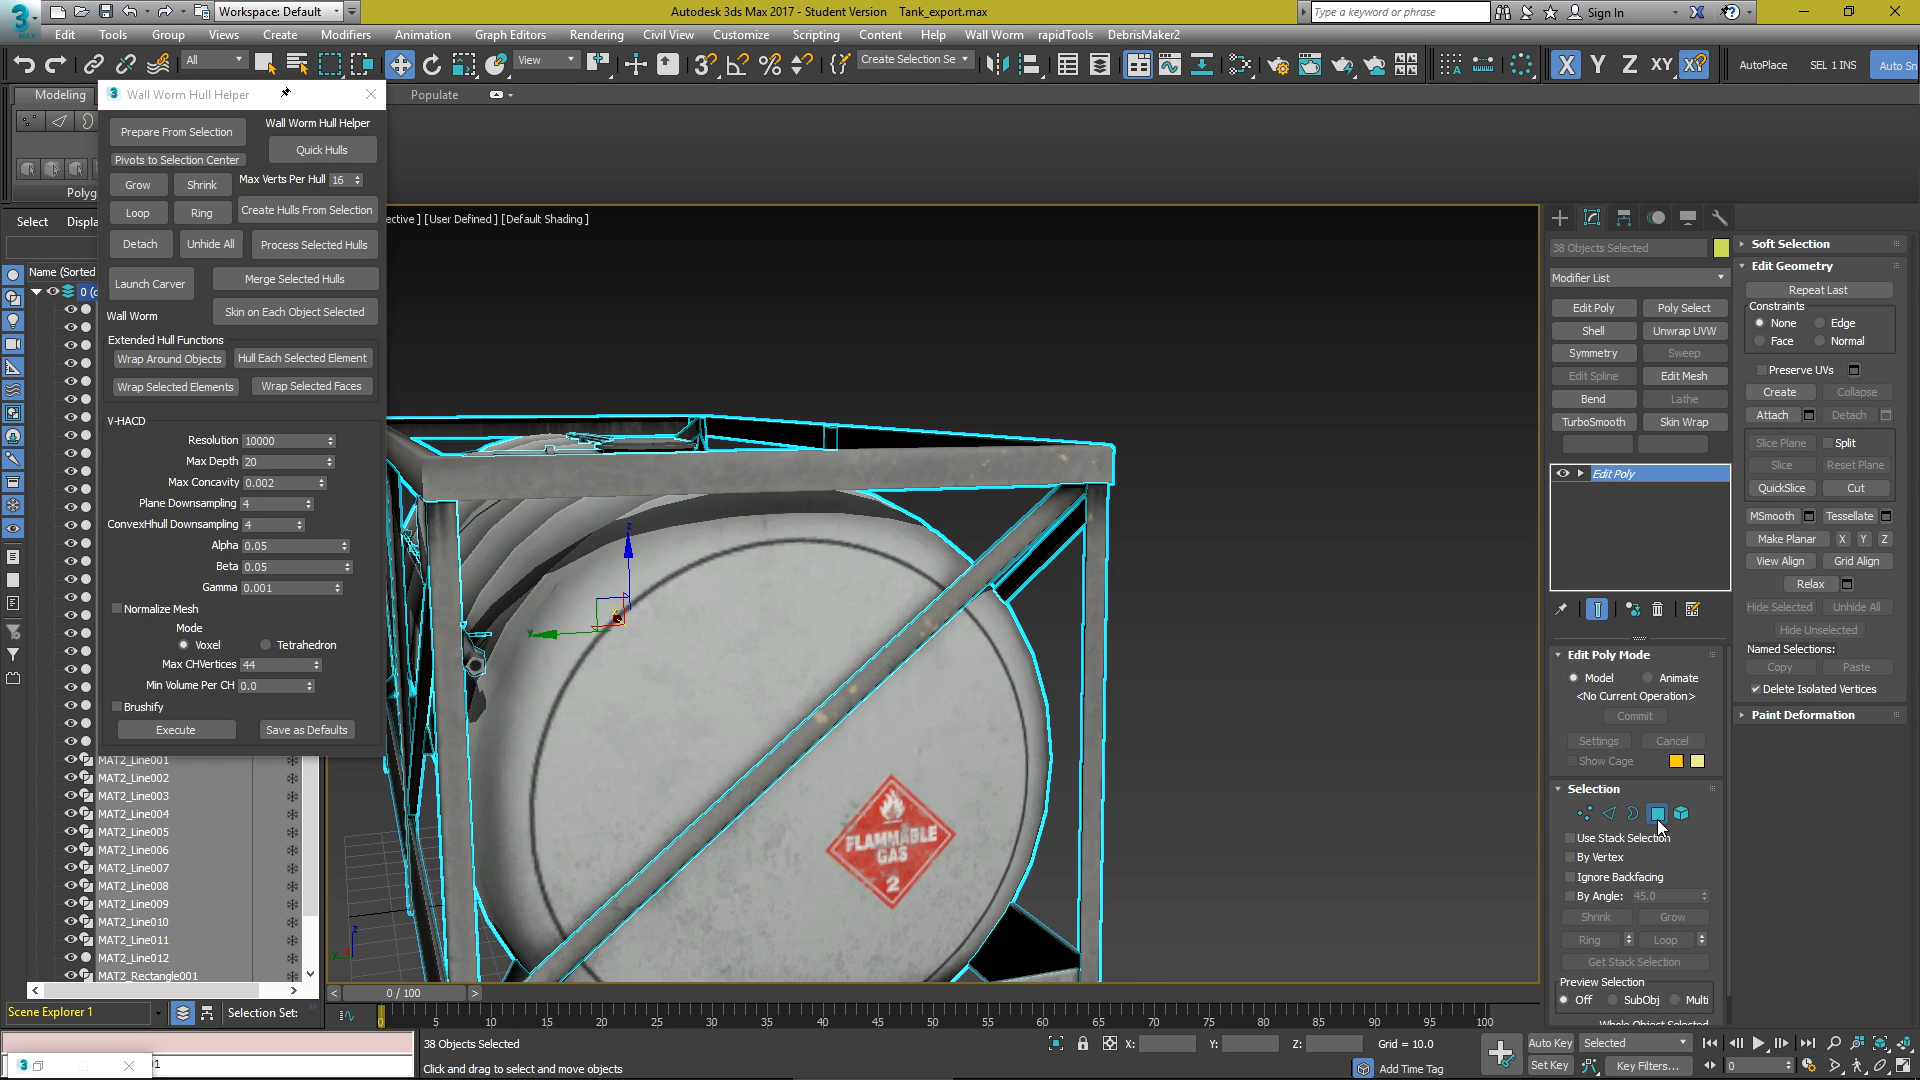 Workspace: Default
Autodesk 3ds Max 2017 - Student Version Tank_export.max
Type a keyword or phrase
Sign In
MAX
Edit Tools Group Views Create Modifiers Animation Graph Editors Rendering Civil View Customize Scripting Content Help Wall Worm rapidTools DebrisMaker2
All
View
Create Selection Se
X Y Z XY
AutoPlace SEL 1 INS Auto Sn
Modeling
Populate
Wall Worm Hull Helper
Prepare From Selection
Wall Worm Hull Helper
Quick Hulls
Pivots to Selection Center
Grow Shrink Max Verts Per Hull 16
Loop Ring Create Hulls From Selection
Detach Unhide All Process Selected Hulls
Launch Carver Merge Selected Hulls
Wall Worm Skin on Each Object Selected
Extended Hull Functions
Wrap Around Objects Hull Each Selected Element
Wrap Selected Elements Wrap Selected Faces
V-HACD
Resolution 10000
Max Depth 20
Max Concavity 0.002
Plane Downsampling 4
ConvexHhull Downsampling 4
Alpha 0.05
Beta 0.05
Gamma 0.001
Normalize Mesh
Mode
Voxel Tetrahedron
Max CHVertices 44
Min Volume Per CH 0.0
Brushify
Execute Save as Defaults
Polyg
Select Displa
Name (Sorted
0 (c
MAT2_Line001
MAT2_Line002
MAT2_Line003
MAT2_Line004
MAT2_Line005
MAT2_Line006
MAT2_Line007
MAT2_Line008
MAT2_Line009
MAT2_Line010
MAT2_Line011
MAT2_Line012
MAT2_Rectangle001
Scene Explorer 1
Selection Set:
ective ] [User Defined ] [Default Shading ]
z
y
x
FLAMMABLE
GAS
2
38 Objects Selected
Modifier List
Edit Poly Poly Select
Shell Unwrap UVW
Symmetry Sweep
Edit Spline Edit Mesh
Bend Lathe
TurboSmooth Skin Wrap
Edit Poly
Edit Poly Mode
Model Animate
<No Current Operation>
Commit
Settings Cancel
Show Cage
Selection
Use Stack Selection
By Vertex
Ignore Backfacing
By Angle: 45.0
Shrink Grow
Ring Loop
Get Stack Selection
Preview Selection
Off SubObj Multi
Whole Object Selected
Soft Selection
Edit Geometry
Repeat Last
Constraints
None Edge
Face Normal
Preserve UVs
Create Collapse
Attach Detach
Slice Plane Split
Slice Reset Plane
QuickSlice Cut
MSmooth Tessellate
Make Planar X Y Z
View Align Grid Align
Relax
Hide Selected Unhide All
Hide Unselected
Named Selections:
Copy Paste
Delete Isolated Vertices
Paint Deformation
0 / 100
0 5 10 15 20 25 30 35 40 45 50 55 60 65 70 75 80 85 90 95 100
38 Objects Selected
Click and drag to select and move objects
X: Y: Z: Grid = 10.0
Add Time Tag
Auto Key Selected
Set Key Key Filters...
0